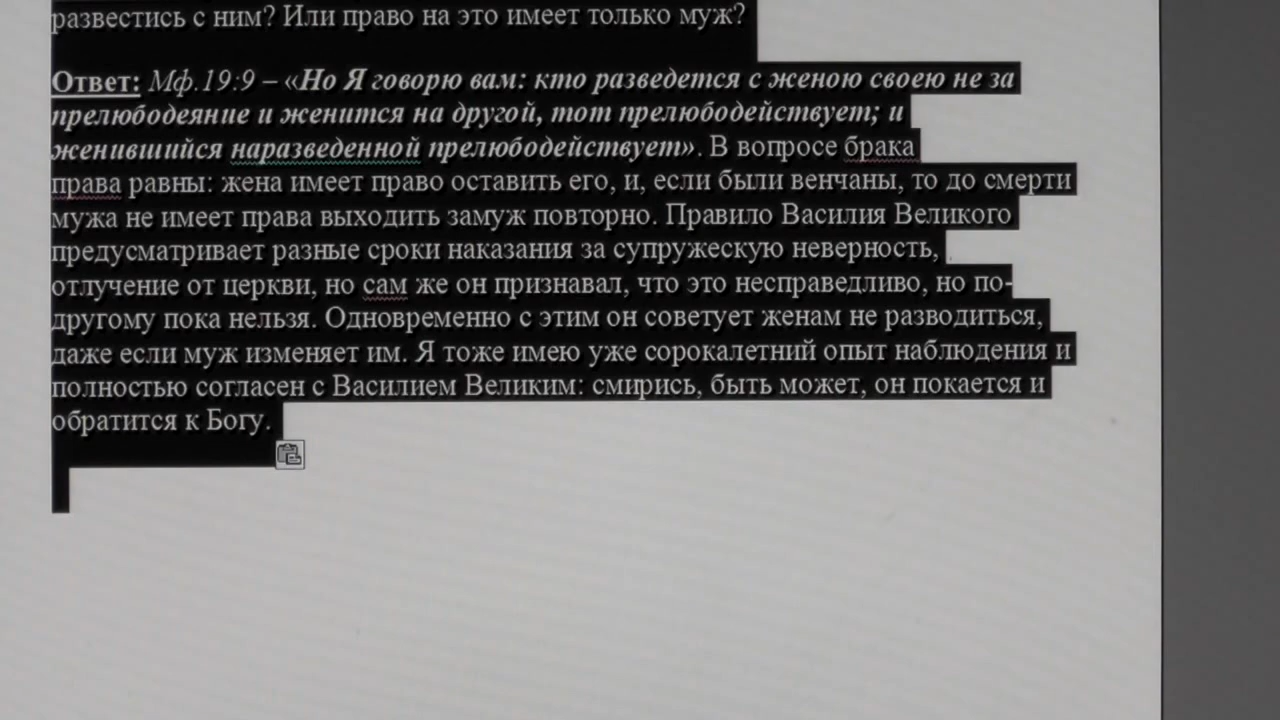 развестись с ним? Или право на это имеет только муж?
Ответ: Мф.19:9 – «Но Я говорю вам: кто разведется с женою своею не за
прелюбодеяние и женится на другой, тот прелюбодействует; и
женившийся наразведенной прелюбодействует». В вопросе брака
права равны: жена имеет право оставить его, и, если были венчаны, то до смерти
мужа не имеет права выходить замуж повторно. Правило Василия Великого
предусматривает разные сроки наказания за супружескую неверность,
отлучение от церкви, но сам же он признавал, что это несправедливо, но по-
другому пока нельзя. Одновременно с этим он советует женам не разводиться,
даже если муж изменяет им. Я тоже имею уже сорокалетний опыт наблюдения и
полностью согласен с Василием Великим: смирись, быть может, он покается и
обратится к Богу.